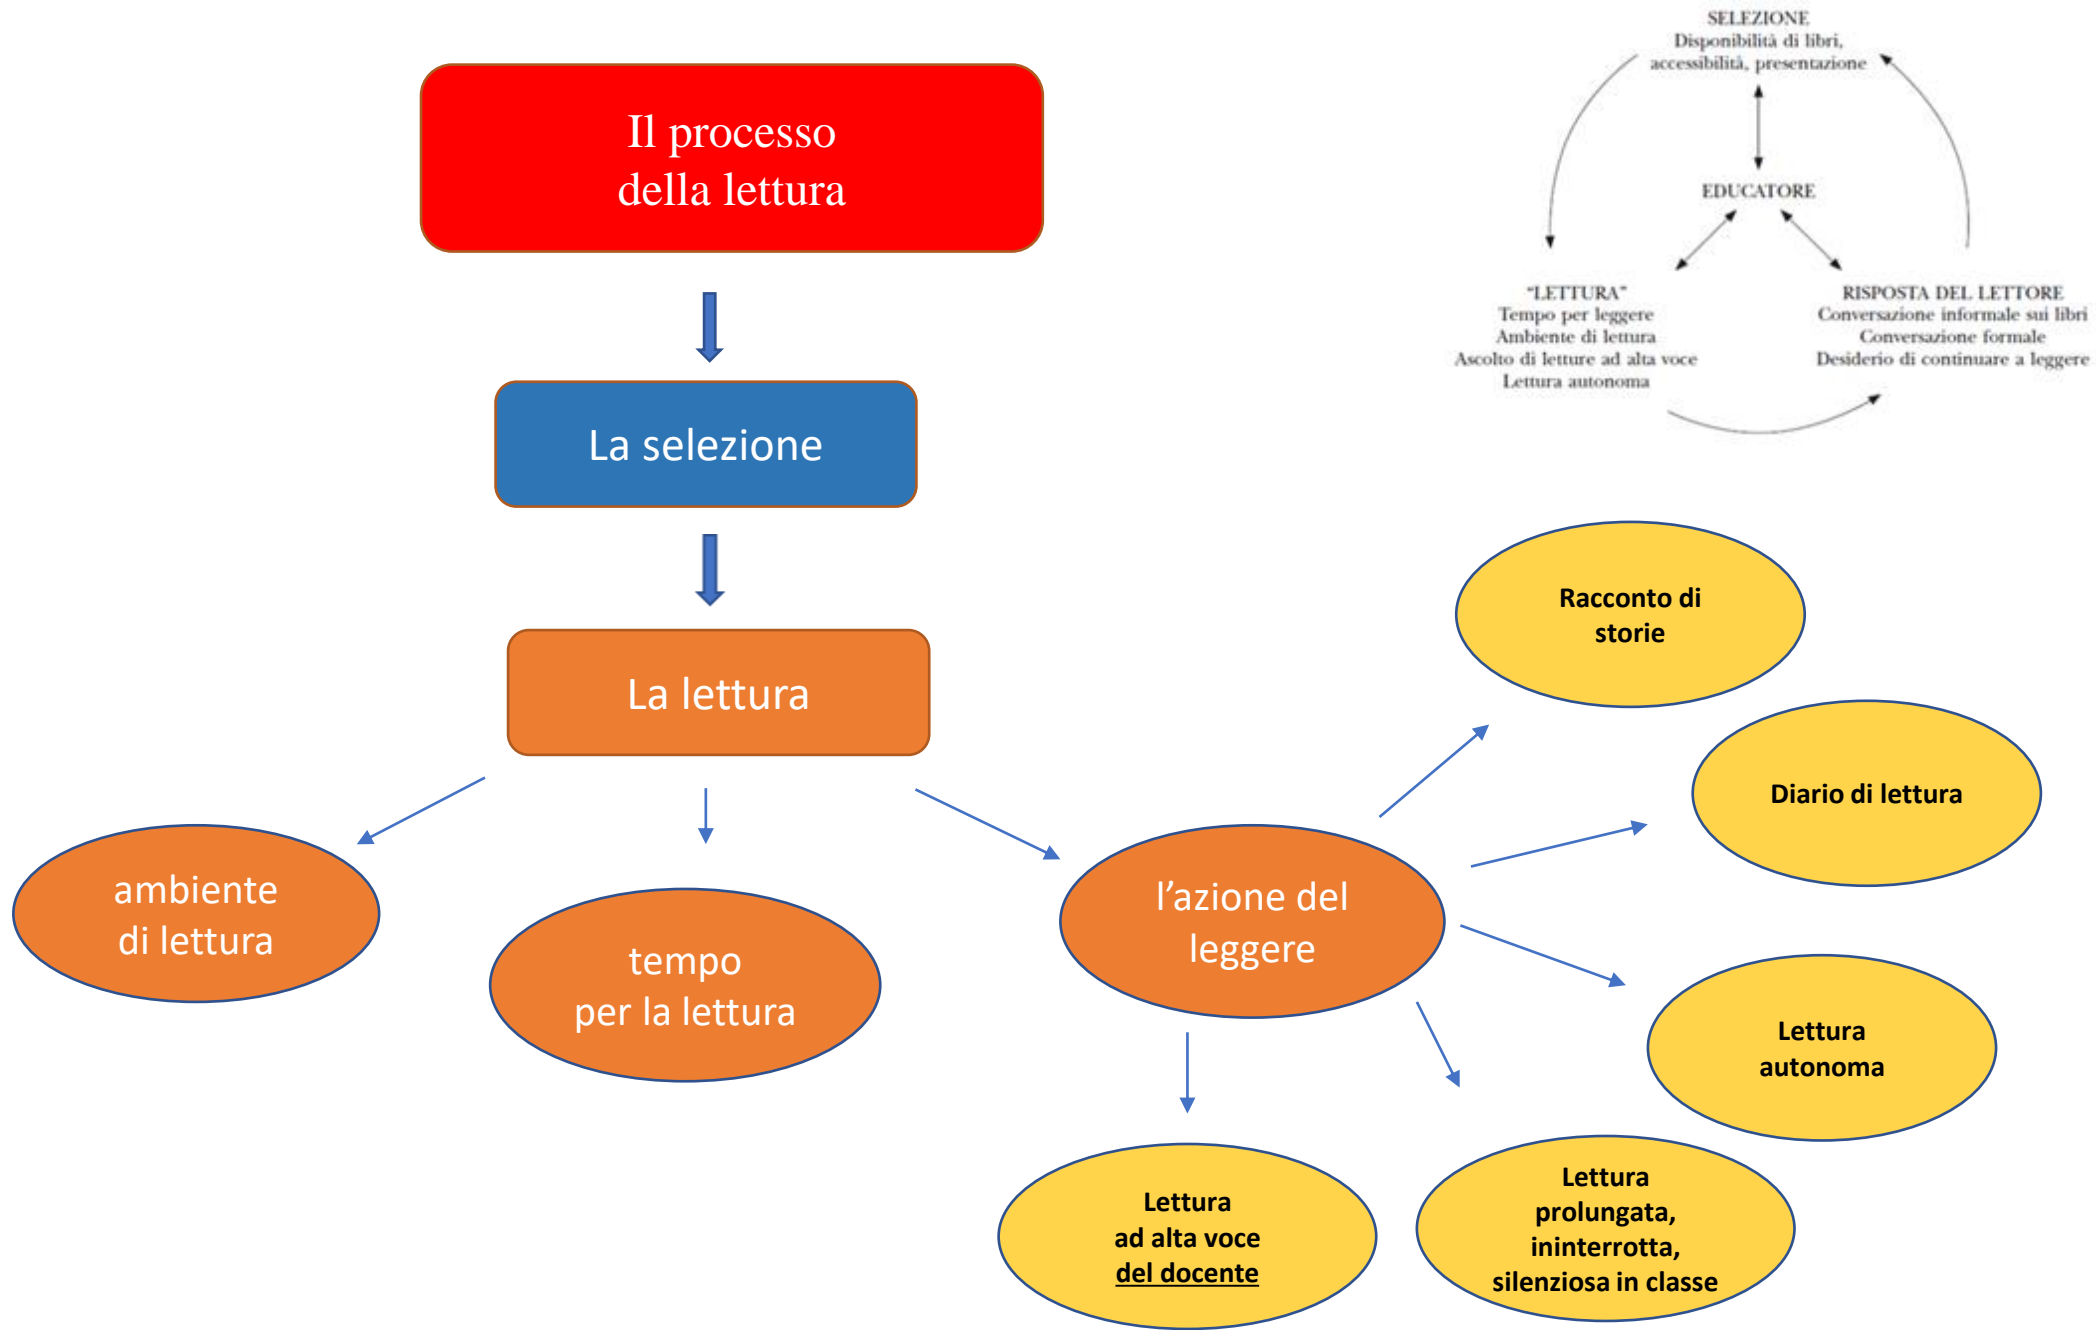 Il processo
della lettura
La selezione
La lettura
ambiente
di lettura
tempo
per la lettura
l’azione del
leggere
Racconto di
storie
Diario di lettura
Lettura
autonoma
Lettura
prolungata,
ininterrotta,
silenziosa in classe
Lettura
ad alta voce
del docente
SELEZIONE
Disponibilità di libri,
accessibilità, presentazione
EDUCATORE
“LETTURA”
Tempo per leggere
Ambiente di lettura
Ascolto di letture ad alta voce
Lettura autonoma
RISPOSTA DEL LETTORE
Conversazione informale sui libri
Conversazione formale
Desiderio di continuare a leggere